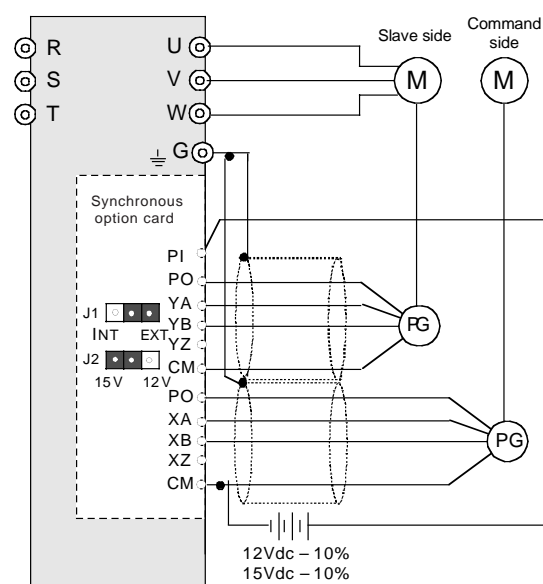 R
S
T
U
V
W
G
Slave side
Command
side
M
M
Synchronous
option card
PI
PO
YA
YB
YZ
CM
PO
XA
XB
XZ
CM
J1
INT EXT
J2
15V 12V
PG
PG
12Vdc – 10%
15Vdc – 10%